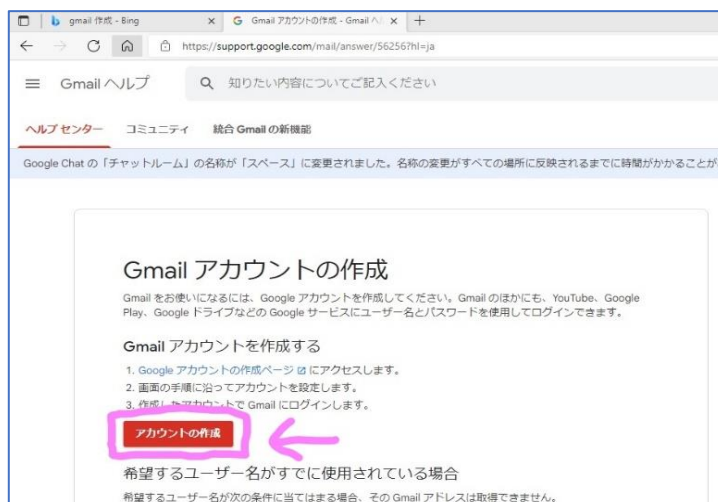 gmail 作成 - Bing
Gmail アカウントの作成 - Gmail ヘ
https://support.google.com/mail/answer/56256?hl=ja
Gmail ヘルプ
知りたい内容についてご記入ください
ヘルプ センター コミュニティ 統合 Gmail の新機能
Google Chat の「チャットルーム」の名称が「スペース」に変更されました。名称の変更がすべての場所に反映されるまでに時間がかかることが
Gmail アカウントの作成
Gmail をお使いになるには、Google アカウントを作成してください。Gmail のほかにも、YouTube、Google
Play、Google ドライブなどの Google サービスにユーザー名とパスワードを使用してログインできます。
Gmail アカウントを作成する
1. Google アカウントの作成ページ にアクセスします。
2. 画面の手順に沿ってアカウントを設定します。
3. 作成したアカウントで Gmail にログインします。
アカウントの作成
希望するユーザー名がすでに使用されている場合
希望するユーザー名が次の条件に当てはまる場合、その Gmail アドレスは取得できません。